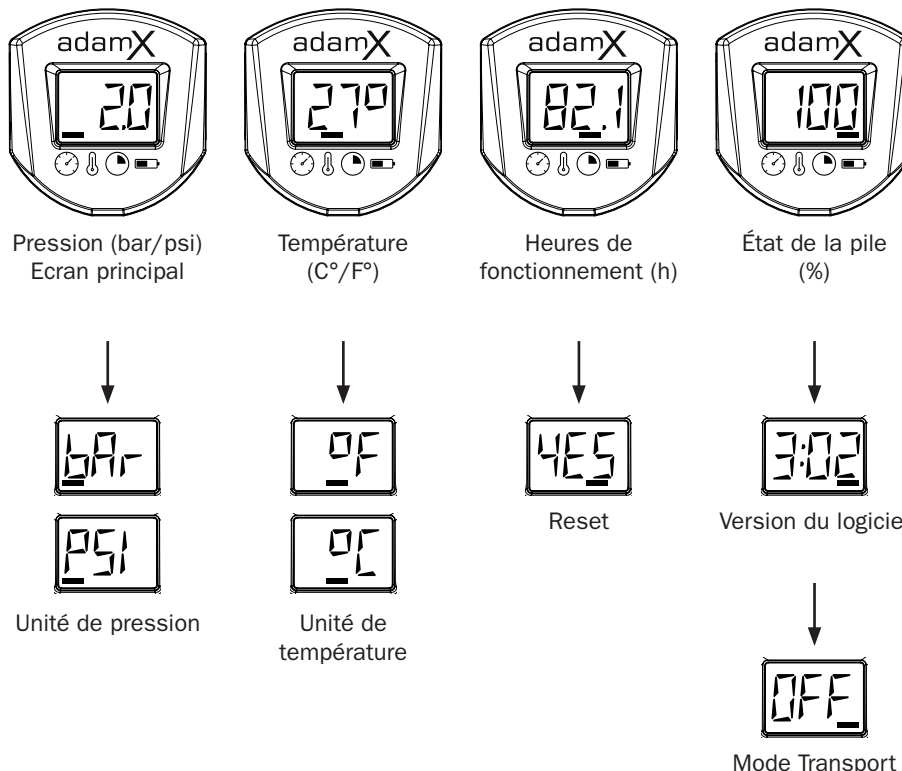 adamX
adamX
adamX
adamX
2.0
27°
82.1
100
Pression (bar/psi)
Ecran principal
Température
(C°/F°)
Heures de
fonctionnement (h)
État de la pile
(%)
bAr
°F
YES
3:02
Reset
Version du logicie
PSI
°C
Unité de pression
Unité de
température
OFF
Mode Transport